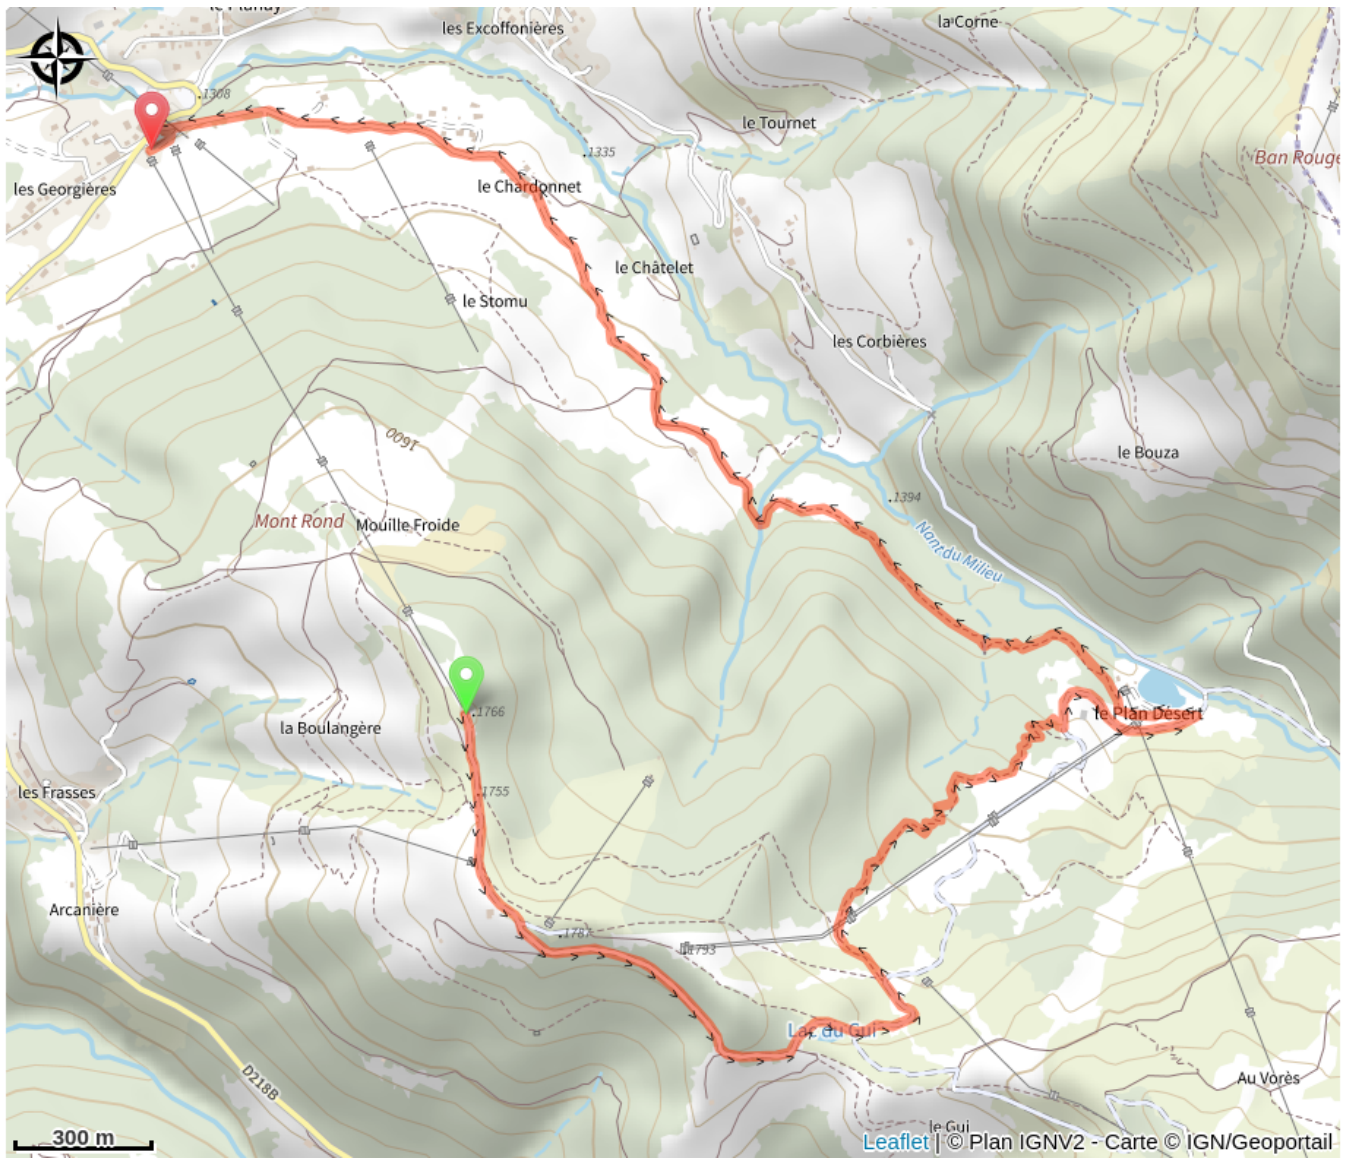 le Planay
les Excoffonières
la Corne
1308
le Tournet
1335
Ban Rouge
les Georgières
le Chardonnet
le Châtelet
le Stomu
les Corbières
1600
le Bouza
1394
Mont Rond
Mouille Froide
Nant du Milieu
1766
le Plan Désert
la Boulangère
les Frasses
1755
Arcanière
1787
1793
Lac du Gui
D218B
Au Vorès
le Gui
300 m
Leaflet | © Plan IGNV2 - Carte © IGN/Geoportail